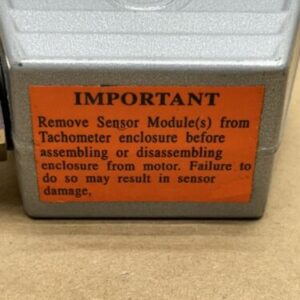 IMPORTANT
Remove Sensor Module(s) from
Tachometer enclosure before
assembling or disassembling
enclosure from motor. Failure to
do so may result in sensor
damage.